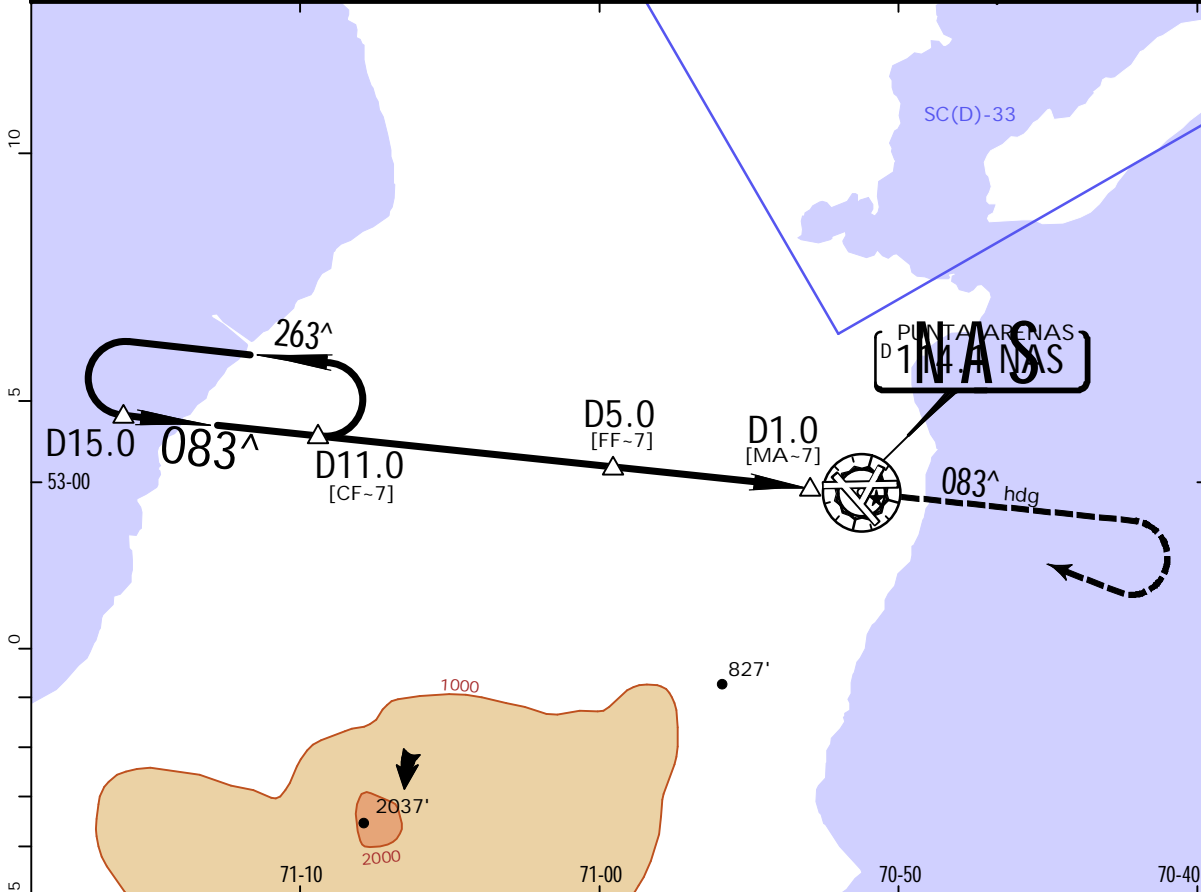 SC(D)-33
10
263^
PUNTA ARENAS
NAS
D
NAS
5
D5.0
[FF~7]
D1.0
[MA~7]
D15.0
083^
D11.0
[CF~7]
53-00
083^ hdg
0
827'
1000
2037'
2000
5
71-10
71-00
70-50
70-40